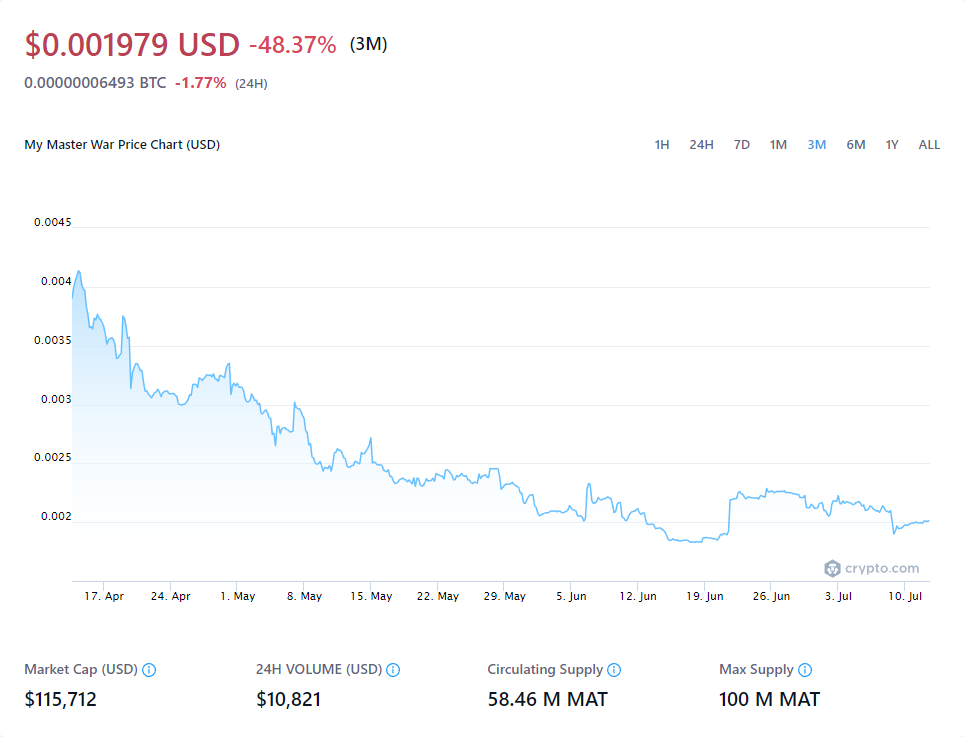 $0.001979 USD -48.37% (3M)
0.00000006493 BTC -1.77% (24H)
My Master War Price Chart (USD) 1H 24H 7D 1M 3M 6M 1Y ALL
0.0045
0.004
0.0035
0.003
0.0025
0.002
crypto.com
17. Apr 24. Apr 1. May 8. May 15. May 22. May 29. May 5. Jun 12. Jun 19. Jun 26. Jun 3. Jul 10. Jul
Market Cap (USD) 24H VOLUME (USD) Circulating Supply Max Supply
$115,712 $10,821 58.46 M MAT 100 M MAT